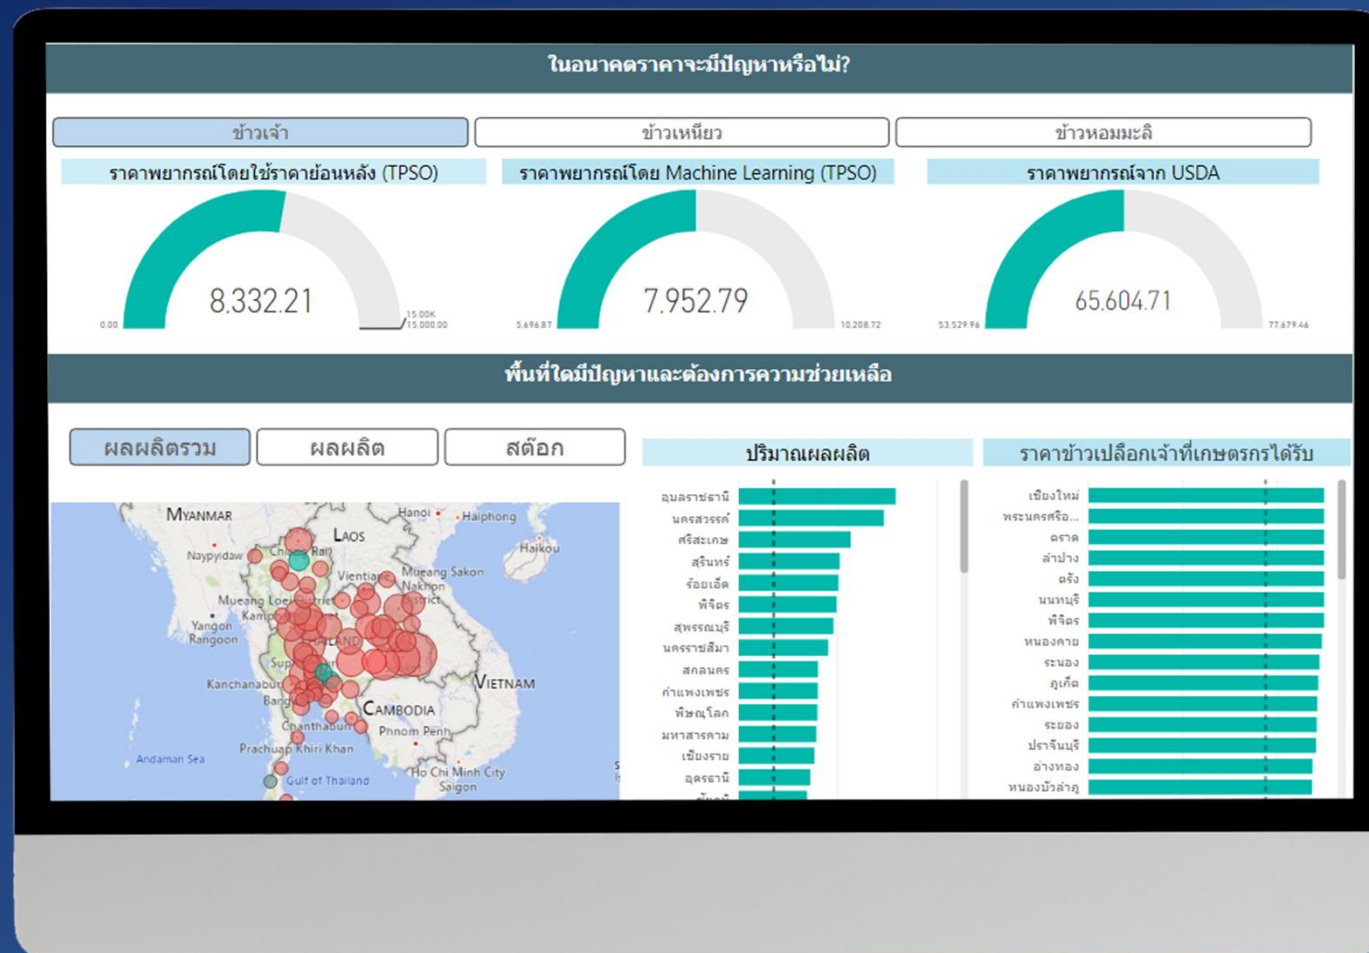 ในอนาคตราคาจะมีปัญหาหรือไม่?
ข้าวเจ้า
ข้าวเหนียว
ข้าวหอมมะลิ
ราคาพยากรณ์โดยใช้ราคาย้อนหลัง (TPSO)
ราคาพยากรณ์โดย Machine Learning (TPSO)
ราคาพยากรณ์จาก USDA
8,332.21
0.00
15.00K
15,000.00
7,952.79
5,696.87
10,208.72
65,604.71
53,529.96
77,679.46
พื้นที่ใดมีปัญหาและต้องการความช่วยเหลือ
ผลผลิตรวม
ผลผลิต
สต๊อก
MYANMAR
LAOS
Hanoi
Haiphong
Naypyidaw
Chiang Rai
Haikou
Vientiane
Mueang Sakon
Nakhon
District
Mueang Loei District
Yangon
Rangoon
THAILAND
Kanchanaburi
VIETNAM
CAMBODIA
Chanthaburi
Phnom Penh
Prachuap Khiri Khan
Andaman Sea
Gulf of Thailand
Ho Chi Minh City
Saigon
ปริมาณผลผลิต
อุบลราชธานี
นครสวรรค์
ศรีสะเกษ
สุรินทร์
ร้อยเอ็ด
พิจิตร
สุพรรณบุรี
นครราชสีมา
สกลนคร
กำแพงเพชร
พิษณุโลก
มหาสารคาม
เชียงราย
อุดรธานี
ราคาข้าวเปลือกเจ้าที่เกษตรกรได้รับ
เชียงใหม่
พระนครศรีอ...
ตราด
ลำปาง
ตรัง
นนทบุรี
พิจิตร
หนองคาย
ระนอง
ภูเก็ต
กำแพงเพชร
ระยอง
ปราจีนบุรี
อ่างทอง
หนองบัวลำภู